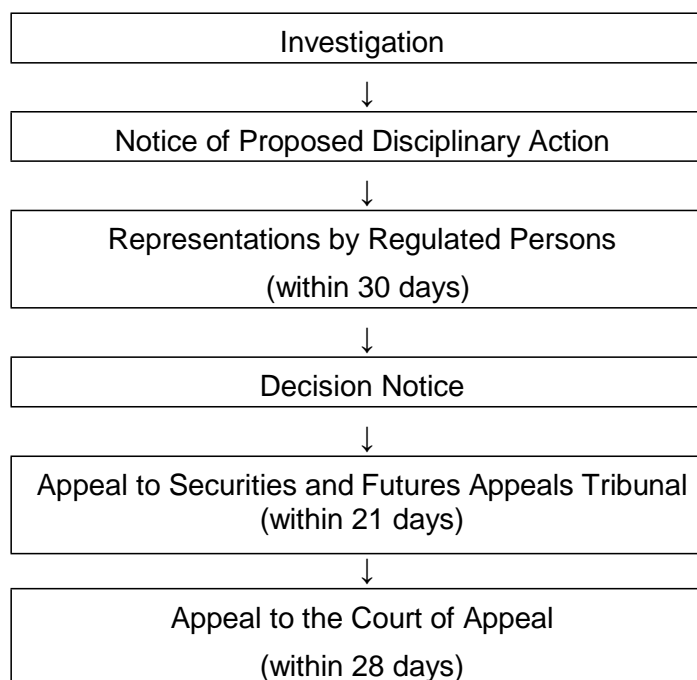 Investigation
↓
Notice of Proposed Disciplinary Action
↓
Representations by Regulated Persons
(within 30 days)
↓
Decision Notice
↓
Appeal to Securities and Futures Appeals Tribunal
(within 21 days)
↓
Appeal to the Court of Appeal
(within 28 days)